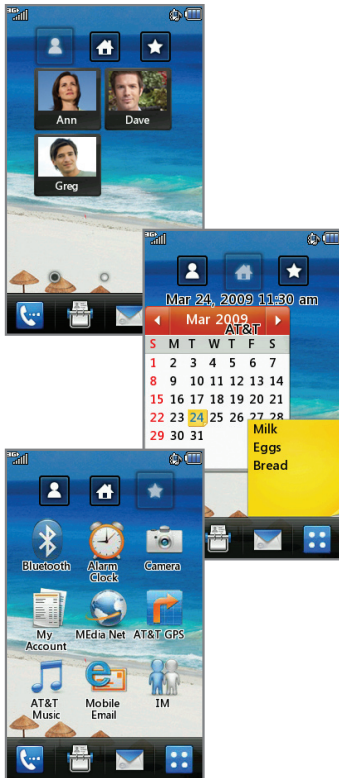 3G
Ann Dave
Greg
3G
Mar 24, 2009 11:30 am
Mar 2009
AT&T
S M T W T F S
1 2 3 4 5 6 7
8 9 10 11 12 13 14
15 16 17 18 19 20 21
22 23 24 25 26 27 28
29 30 31
Milk
Eggs
Bread
3G
Bluetooth Alarm Clock Camera
My Account MEdia Net AT&T GPS
AT&T Music Mobile Email IM